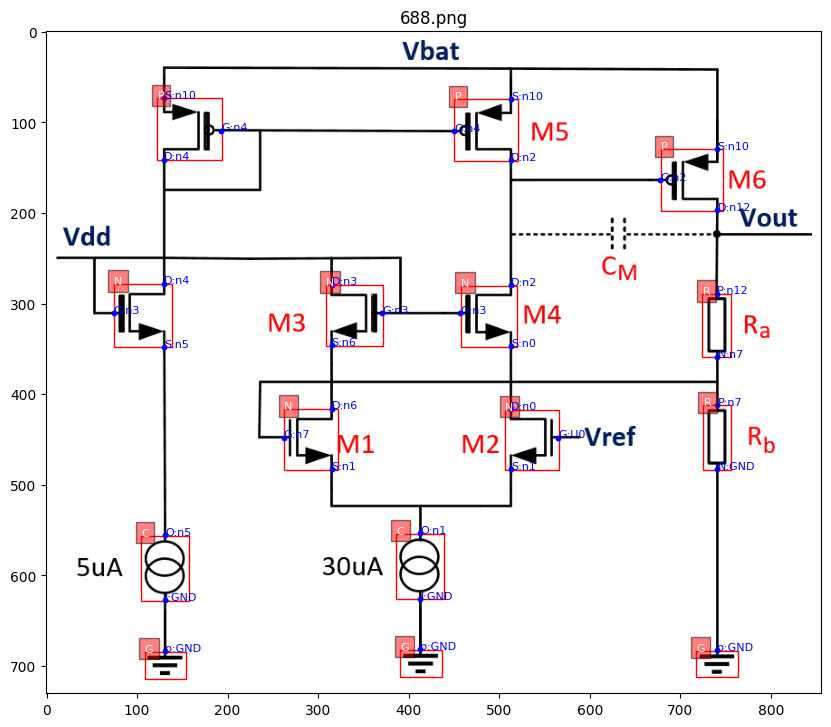 688.png
Vbat
P S:n10
P S:n10
G:n4
G:n4
M5
D:n4
D:n2
P S:n10
G:n2
M6
D:n12
Vout
Vdd
CM
N D:n4
N D:n3
N D:n2
R P:n12
G:n3
G:n3
G:n3
M3
M4
Ra
S:n5
S:n6
S:n0
N:n7
N D:n6
N D:n0
R P:n7
G:n7
M1
M2
G:U0
Vref
Rb
S:n1
S:n1
N:GND
C O:n5
C O:n1
5uA
30uA
I:GND
I:GND
G p:GND
G p:GND
G p:GND
0
100
200
300
400
500
600
700
0 100 200 300 400 500 600 700 800